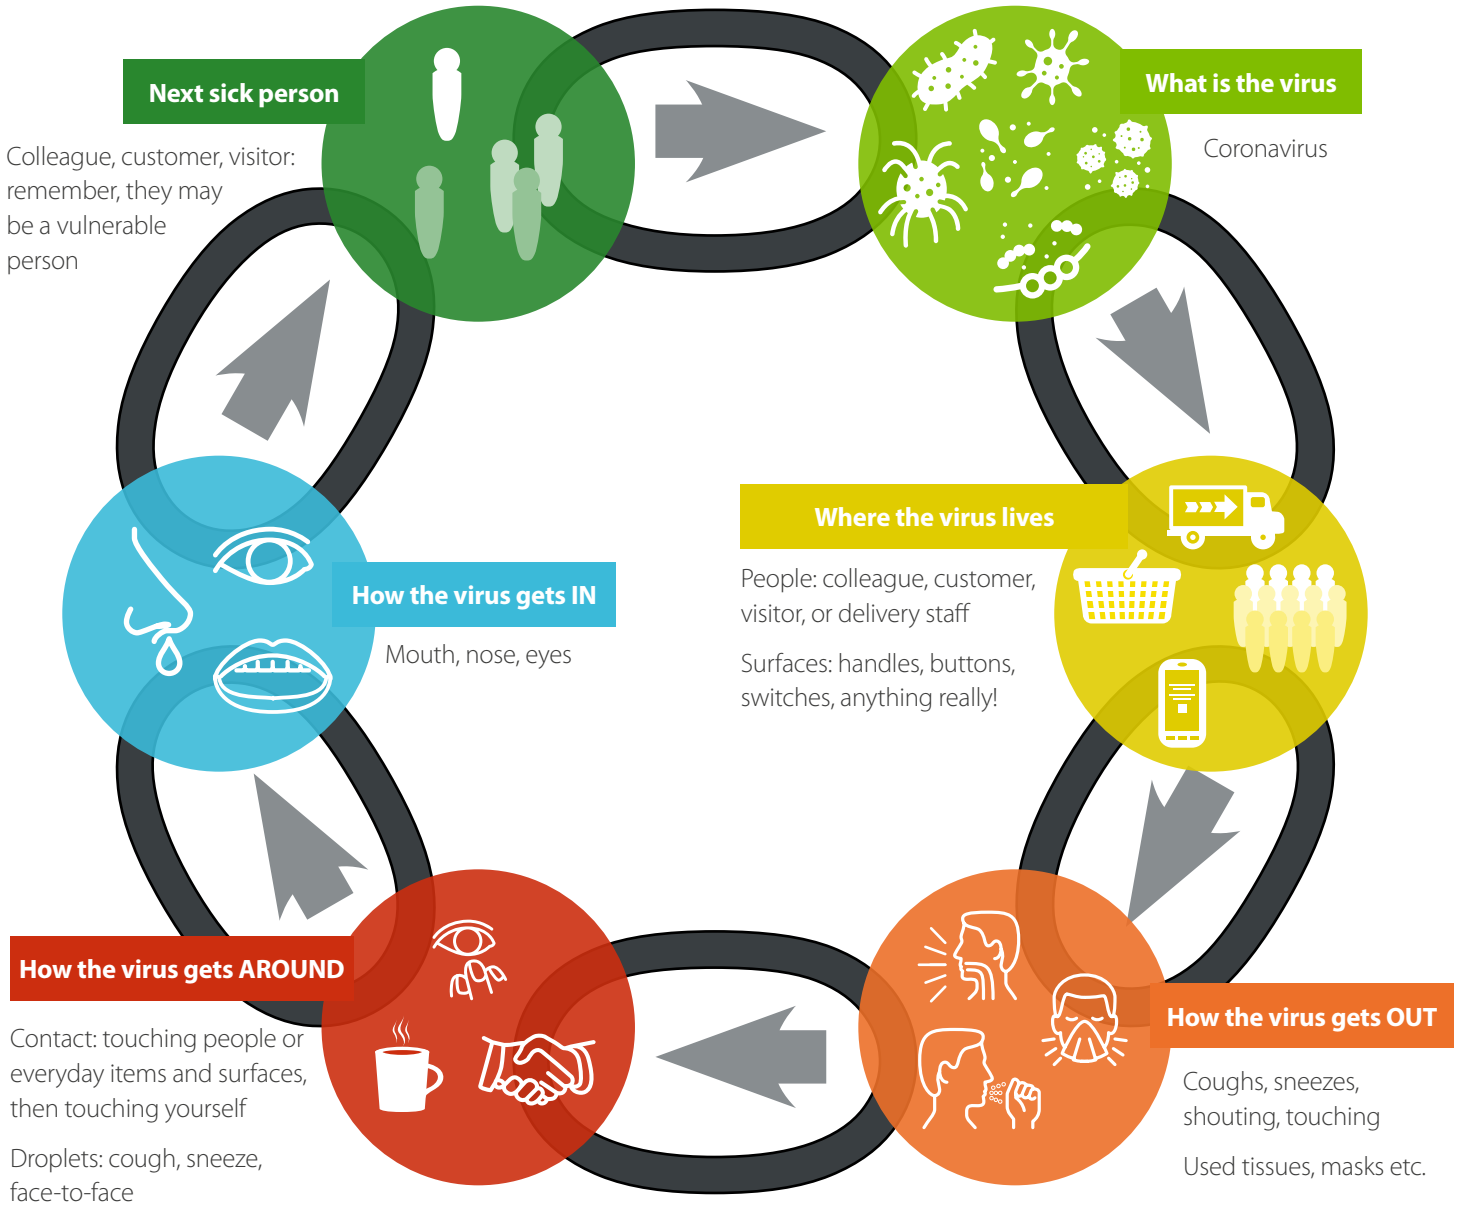 Next sick person
Colleague, customer, visitor:
remember, they may
be a vulnerable
person
What is the virus
Coronavirus
Where the virus lives
People: colleague, customer,
visitor, or delivery staff
Surfaces: handles, buttons,
switches, anything really!
How the virus gets IN
Mouth, nose, eyes
How the virus gets AROUND
Contact: touching people or
everyday items and surfaces,
then touching yourself
Droplets: cough, sneeze,
face-to-face
How the virus gets OUT
Coughs, sneezes,
shouting, touching
Used tissues, masks etc.